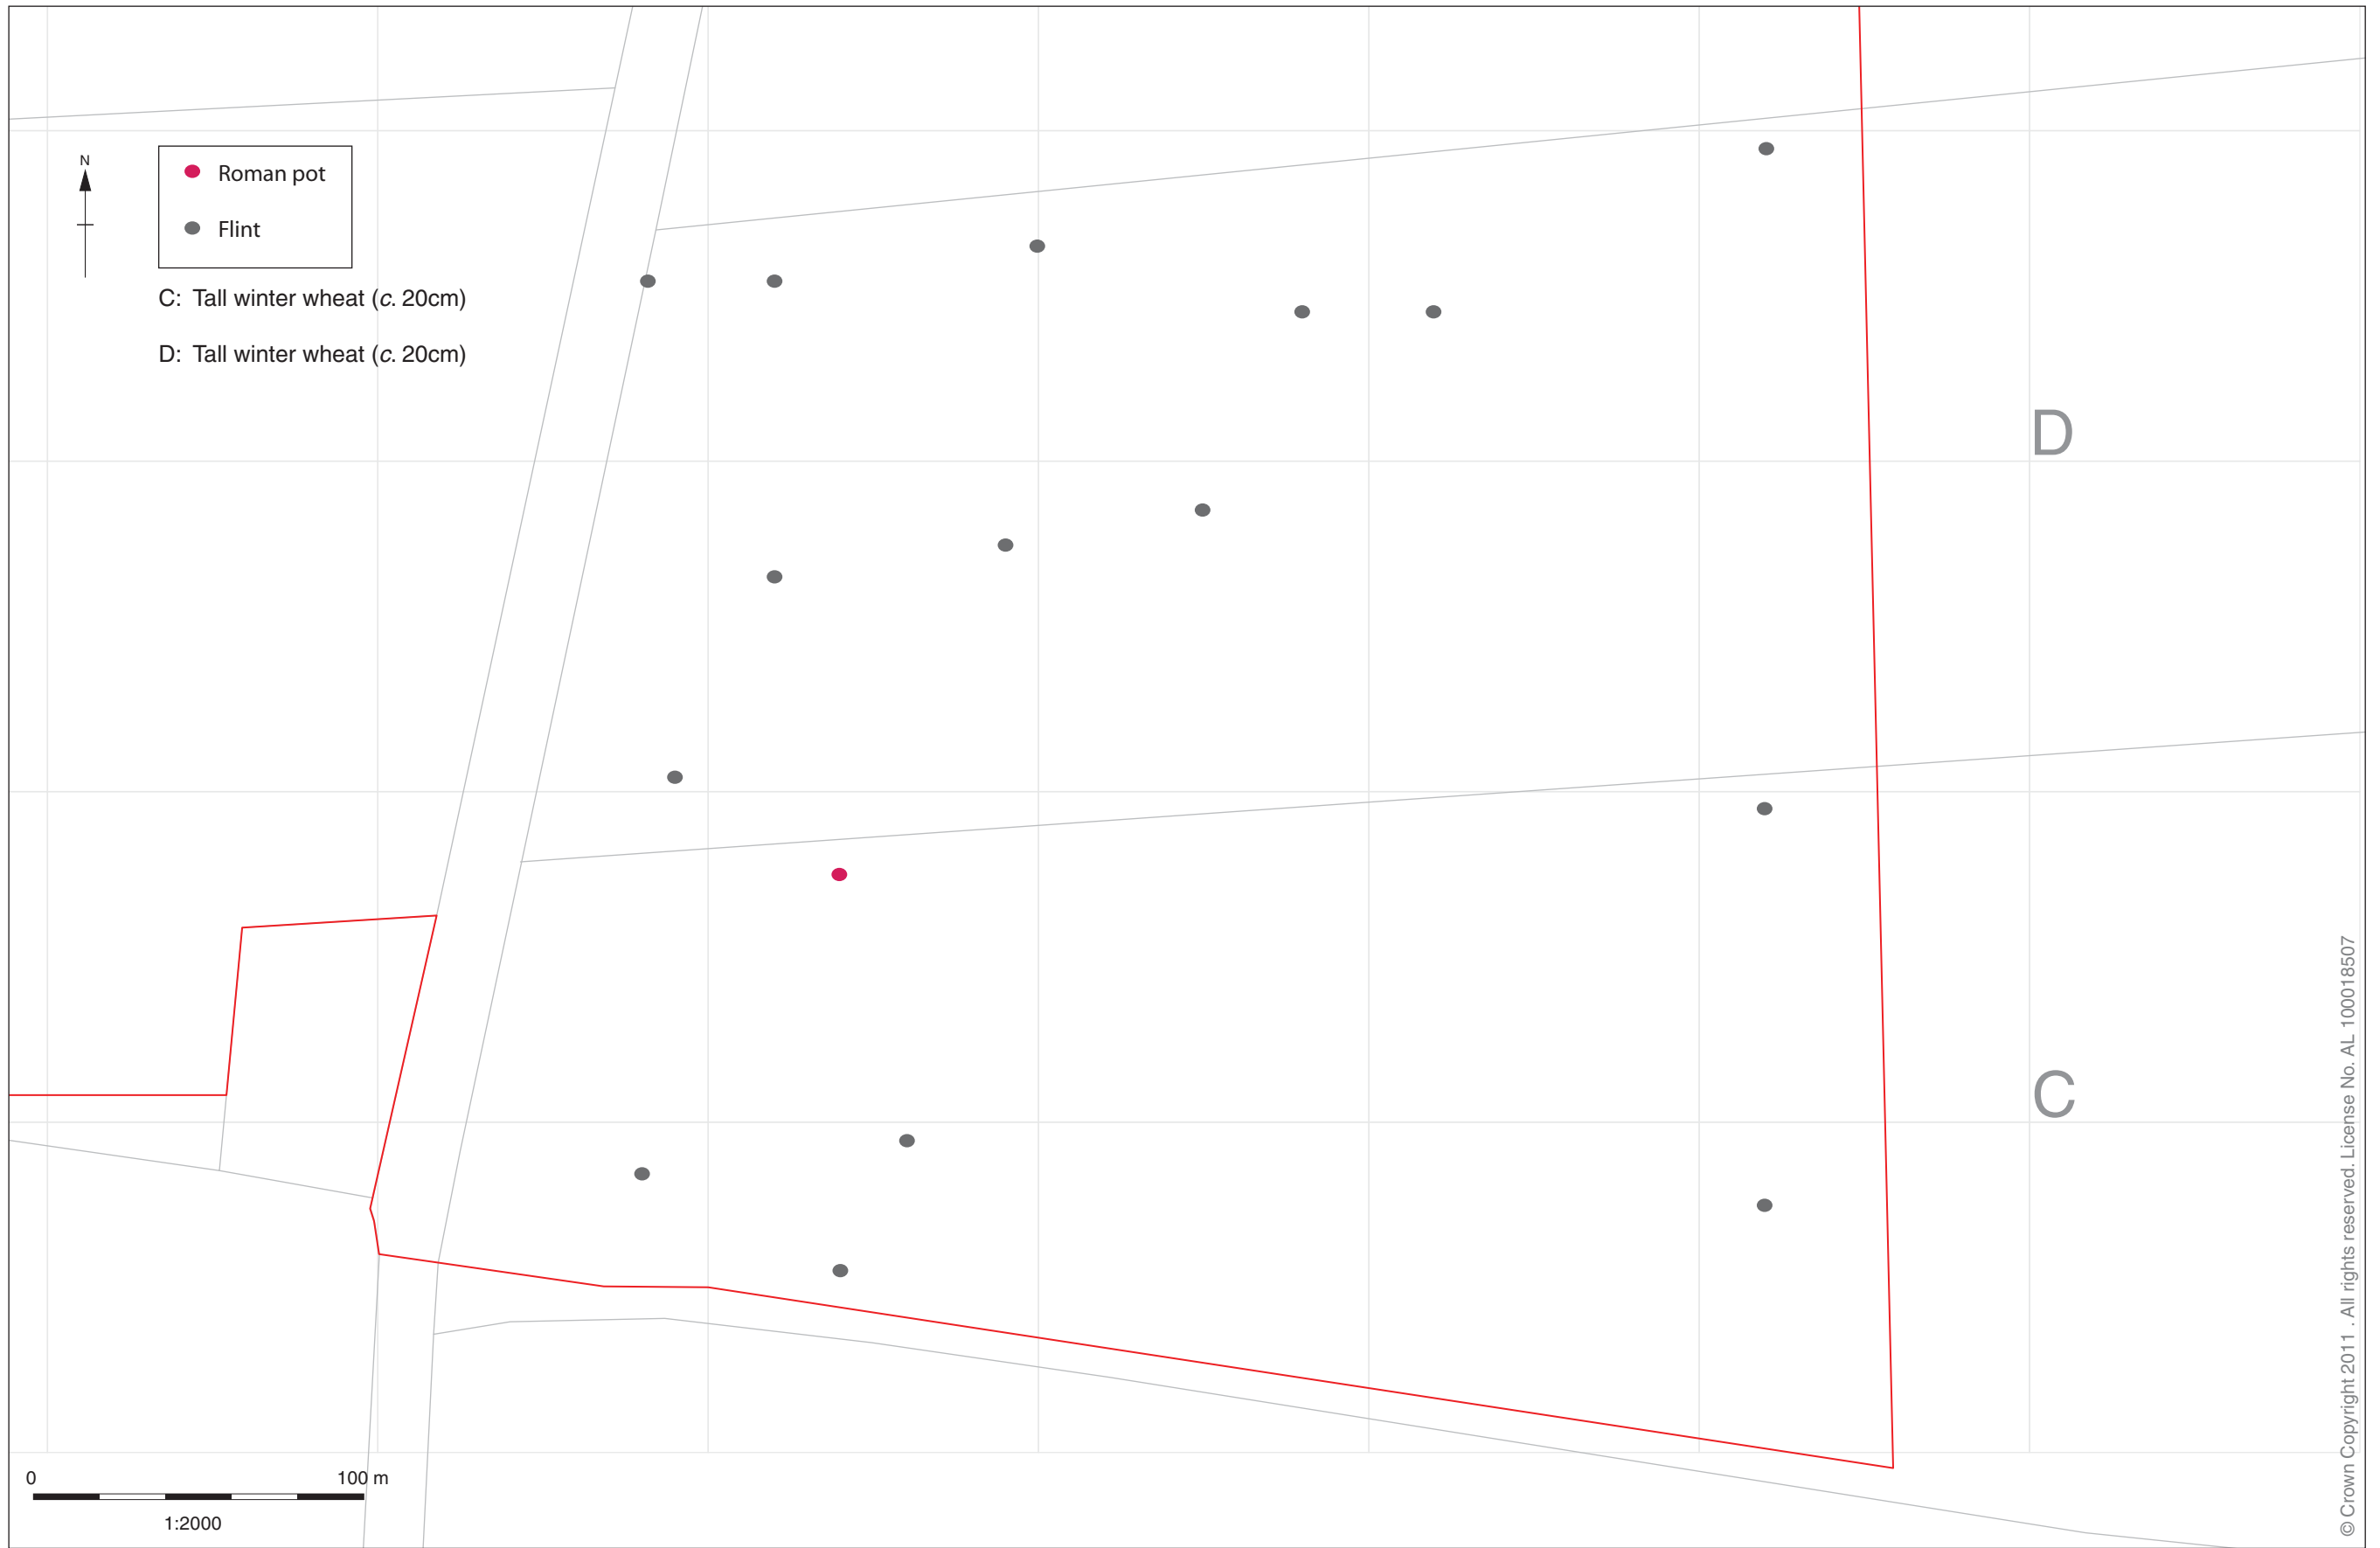 N
Roman pot
Flint
C: Tall winter wheat (c. 20cm)
D: Tall winter wheat (c. 20cm)
D
C
0 100 m
1:2000
© Crown Copyright 2011 . All rights reserved. License No. AL 100018507